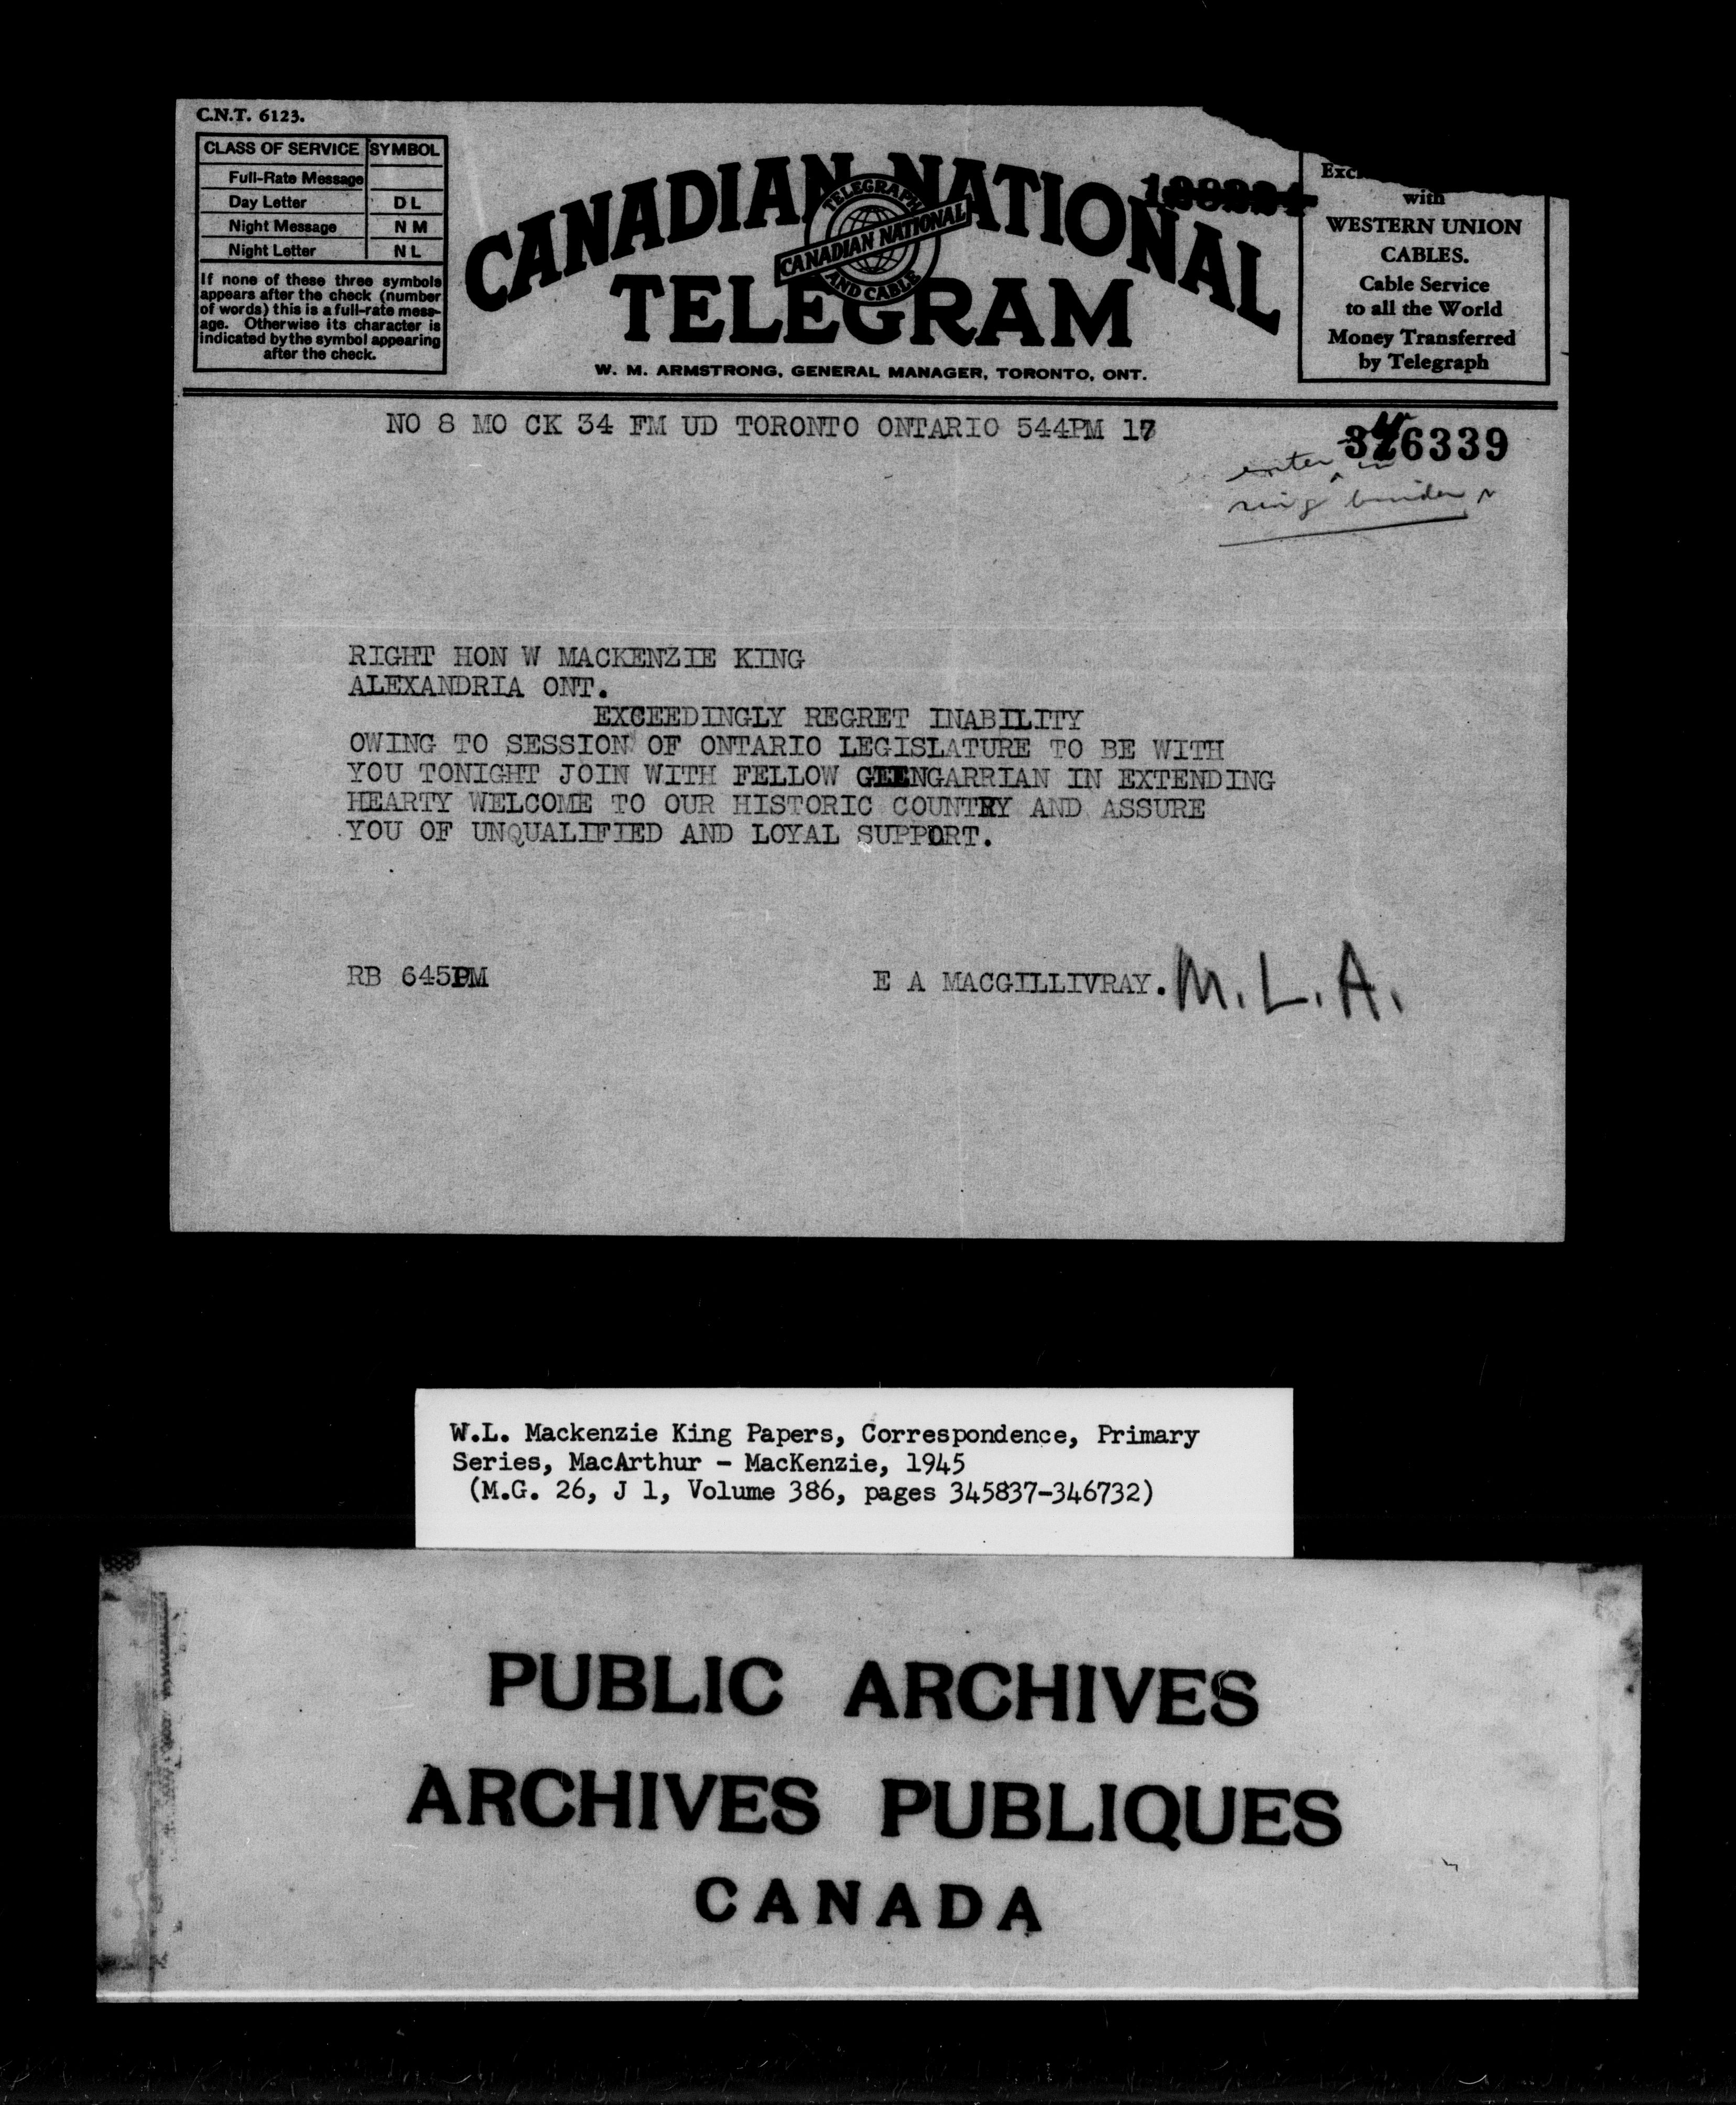 C.N.T. 6123.
CLASS OF SERVICE SYMBOL
Full-Rate Message
Day Letter D L
Night Message N M
Night Letter N L
If none of these three symbols
appears after the check (number
of words) this is a full-rate mess-
age. Otherwise its character is
indicated by the symbol appearing
after the check.
CANADIAN NATIONAL
TELEGRAPH
CANADIAN NATIONAL
AND CABLE
TELEGRAM
W. M. ARMSTRONG, GENERAL MANAGER, TORONTO, ONT.
with
WESTERN UNION
CABLES.
Cable Service
to all the World
Money Transferred
by Telegraph
NO 8 MO CK 34 FM UD TORONTO ONTARIO 544PM 17
enter in
RIGHT HON W MACKENZIE KING
ALEXANDRIA ONT.
EXCEEDINGLY REGRET INABILITY
OWING TO SESSION OF ONTARIO LEGISLATURE TO BE WITH
YOU TONIGHT JOIN WITH FELLOW GEENGARRIAN IN EXTENDING
HEARTY WELCOME TO OUR HISTORIC COUNTRY AND ASSURE
YOU OF UNQUALIFIED AND LOYAL SUPPORT.
RB 645PM E A MACGILLIVRAY. M.L.A.
W.L. Mackenzie King Papers, Correspondence, Primary
Series, MacArthur - MacKenzie, 1945
(M.G. 26, J 1, Volume 386, pages 345837-346732)
PUBLIC ARCHIVES
ARCHIVES PUBLIQUES
CANADA